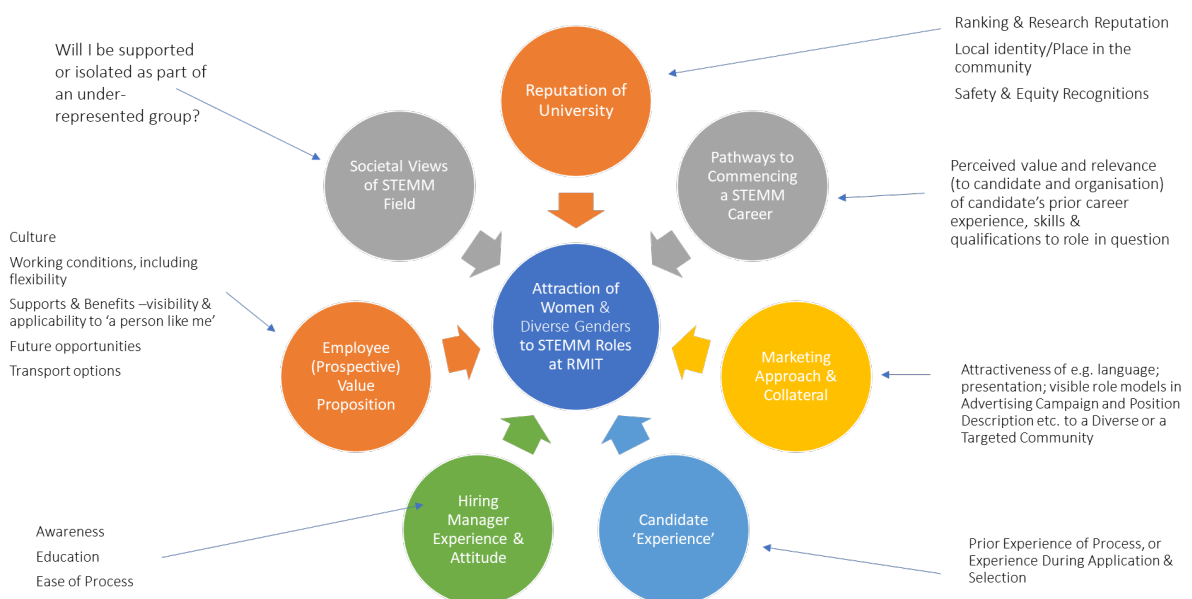 Ranking & Research Reputation
Local identity/Place in the
community
Safety & Equity Recognitions
Will I be supported
or isolated as part of
an under-
represented group?
Reputation of
University
Societal Views
of STEMM
Field
Pathways to
Commencing
a STEMM
Career
Perceived value and relevance
(to candidate and organisation)
of candidate's prior career
experience, skills &
qualifications to role in question
Culture
Working conditions, including
flexibility
Supports & Benefits –visibility &
applicability to 'a person like me'
Future opportunities
Transport options
Attraction of
Women &
Diverse Genders
to STEMM Roles
at RMIT
Employee
(Prospective)
Value
Proposition
Marketing
Approach &
Collateral
Attractiveness of e.g. language;
presentation; visible role models in
Advertising Campaign and Position
Description etc. to a Diverse or a
Targeted Community
Hiring
Manager
Experience &
Attitude
Candidate
'Experience'
Awareness
Education
Ease of Process
Prior Experience of Process, or
Experience During Application &
Selection